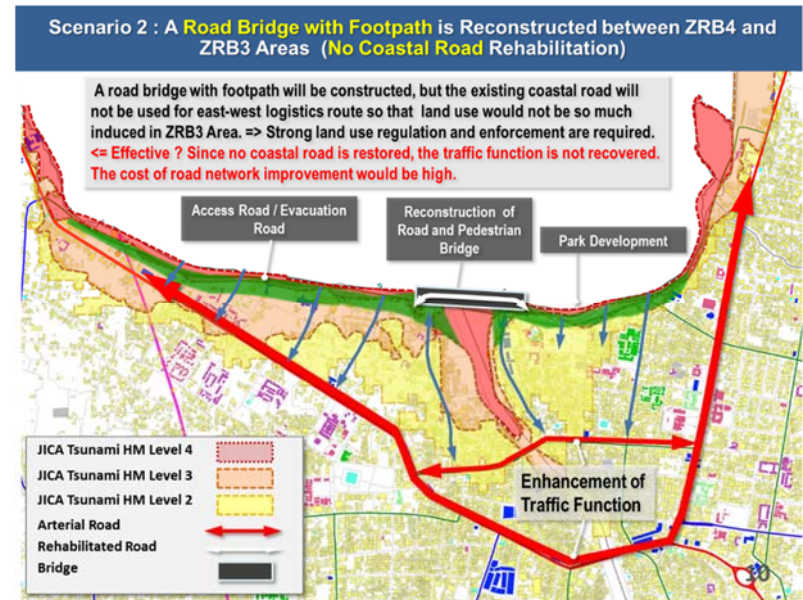 Scenario 2 : A Road Bridge with Footpath is Reconstructed between ZRB4 and
ZRB3 Areas (No Coastal Road Rehabilitation)
A road bridge with footpath will be constructed, but the existing coastal road will
not be used for east-west logistics route so that land use would not be so much
induced in ZRB3 Area. => Strong land use regulation and enforcement are required.
<= Effective ? Since no coastal road is restored, the traffic function is not recovered.
The cost of road network improvement would be high.
Access Road / Evacuation
Road
Reconstruction of
Road and Pedestrian
Bridge
Park Development
JICA Tsunami HM Level 4
JICA Tsunami HM Level 3
JICA Tsunami HM Level 2
Arterial Road
Rehabilitated Road
Bridge
Enhancement of
Traffic Function
10